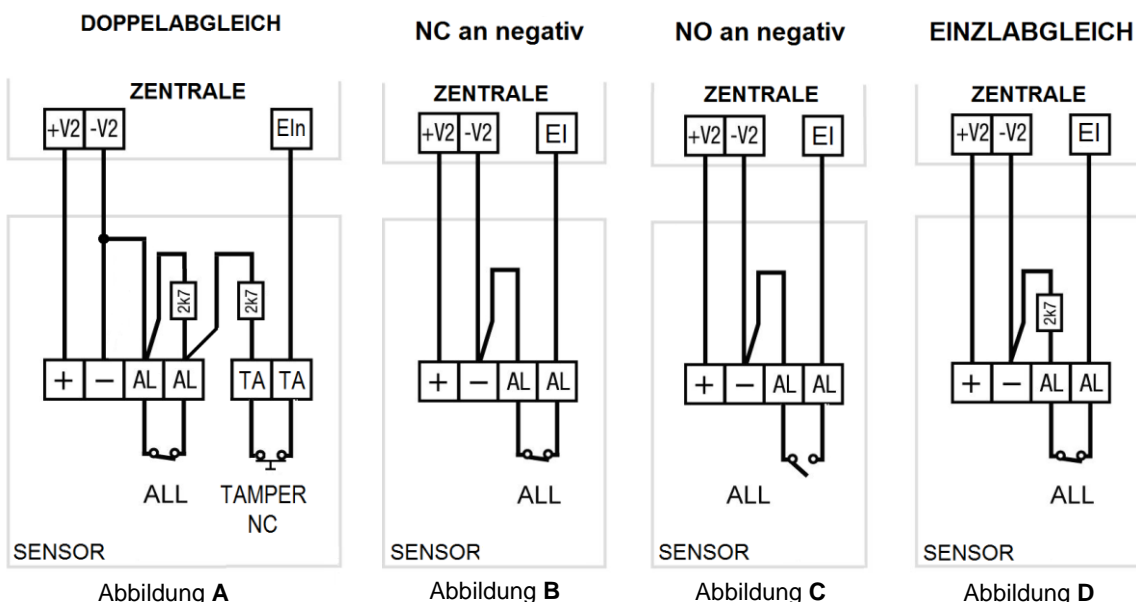 DOPPELABGLEICH
ZENTRALE
+V2 -V2 EIn
2k7 2k7
+ − AL AL TA TA
ALL TAMPER
NC
SENSOR
Abbildung A
NC an negativ
ZENTRALE
+V2 -V2 EI
+ − AL AL
ALL
SENSOR
Abbildung B
NO an negativ
ZENTRALE
+V2 -V2 EI
+ − AL AL
ALL
SENSOR
Abbildung C
EINZLABGLEICH
ZENTRALE
+V2 -V2 EI
2k7
+ − AL AL
ALL
SENSOR
Abbildung D